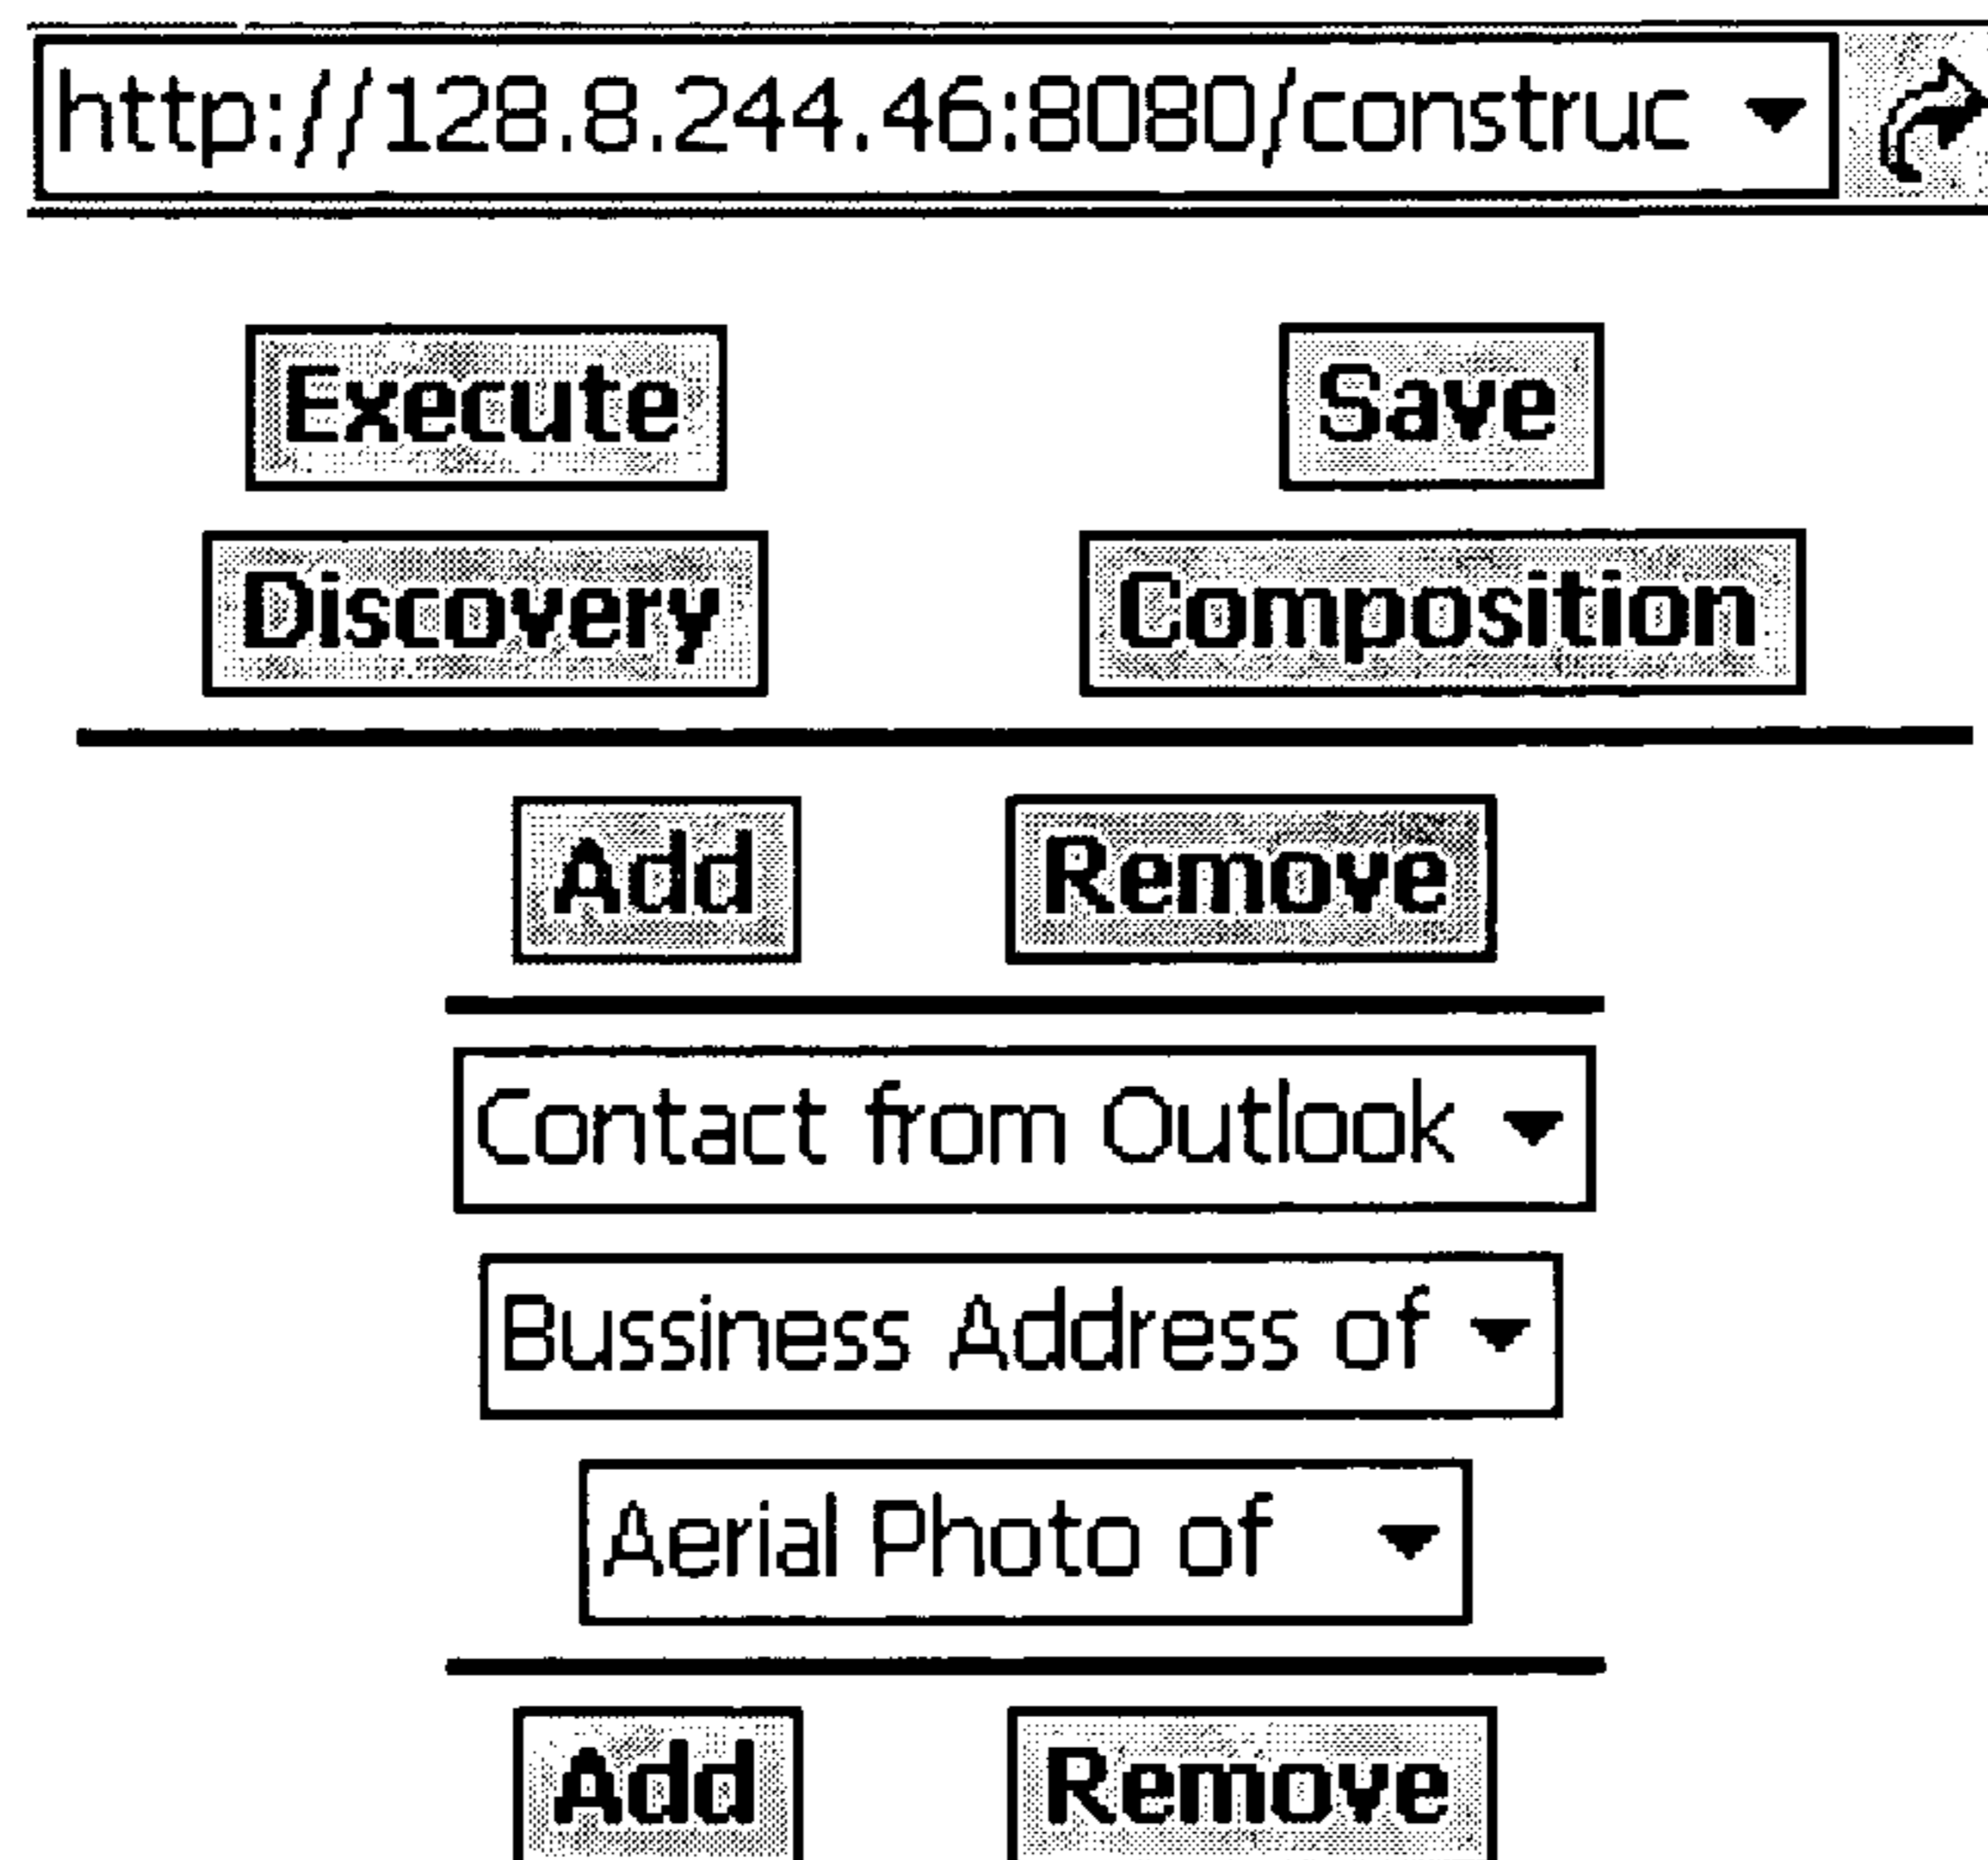 http://128.8.244.46:8080/construc
Execute Save
Discovery Composition
Add Remove
Contact from Outlook
Bussiness Address of
Aerial Photo of
Add Remove